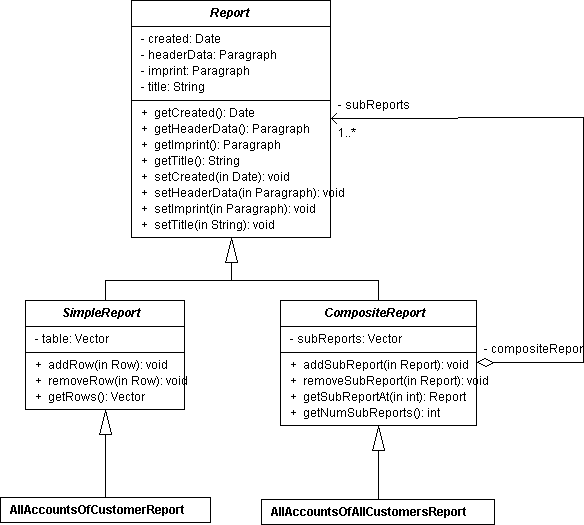 Report
- created: Date
- headerData: Paragraph
- imprint: Paragraph
- title: String
+ getCreated(): Date
+ getHeaderData(): Paragraph
+ getImprint(): Paragraph
+ getTitle(): String
+ setCreated(in Date): void
+ setHeaderData(in Paragraph): void
+ setImprint(in Paragraph): void
+ setTitle(in String): void
- subReports
1..*
SimpleReport
- table: Vector
+ addRow(in Row): void
+ removeRow(in Row): void
+ getRows(): Vector
CompositeReport
- subReports: Vector
+ addSubReport(in Report): void
+ removeSubReport(in Report): void
+ getSubReportAt(in int): Report
+ getNumSubReports(): int
- compositeRepor
AllAccountsOfCustomerReport
AllAccountsOfAllCustomersReport